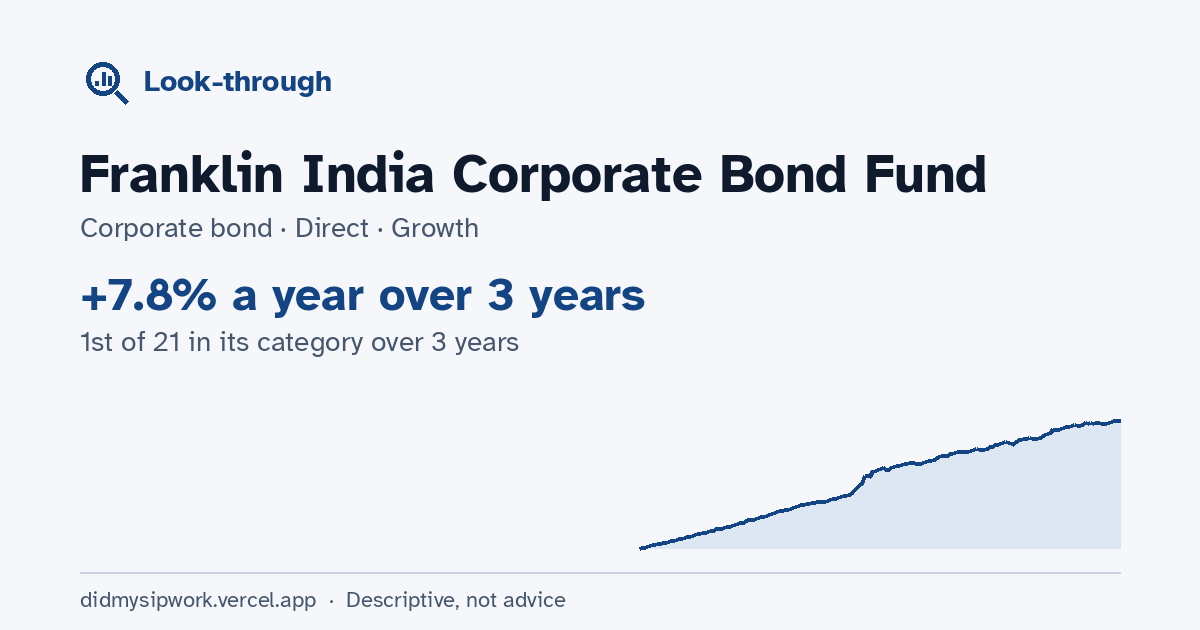 Look-through
Franklin India Corporate Bond Fund
Corporate bond · Direct · Growth
+7.8% a year over 3 years
1st of 21 in its category over 3 years
didmysipwork.vercel.app · Descriptive, not advice